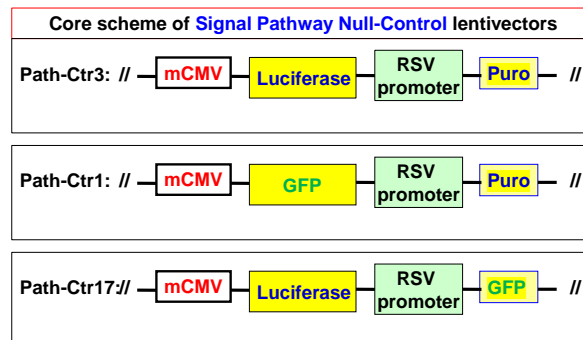 Core scheme of Signal Pathway Null-Control lentivectors
Path-Ctr3: // mCMV Luciferase RSV promoter Puro //
Path-Ctr1: // mCMV GFP RSV promoter Puro //
Path-Ctr17:// mCMV Luciferase RSV promoter GFP //